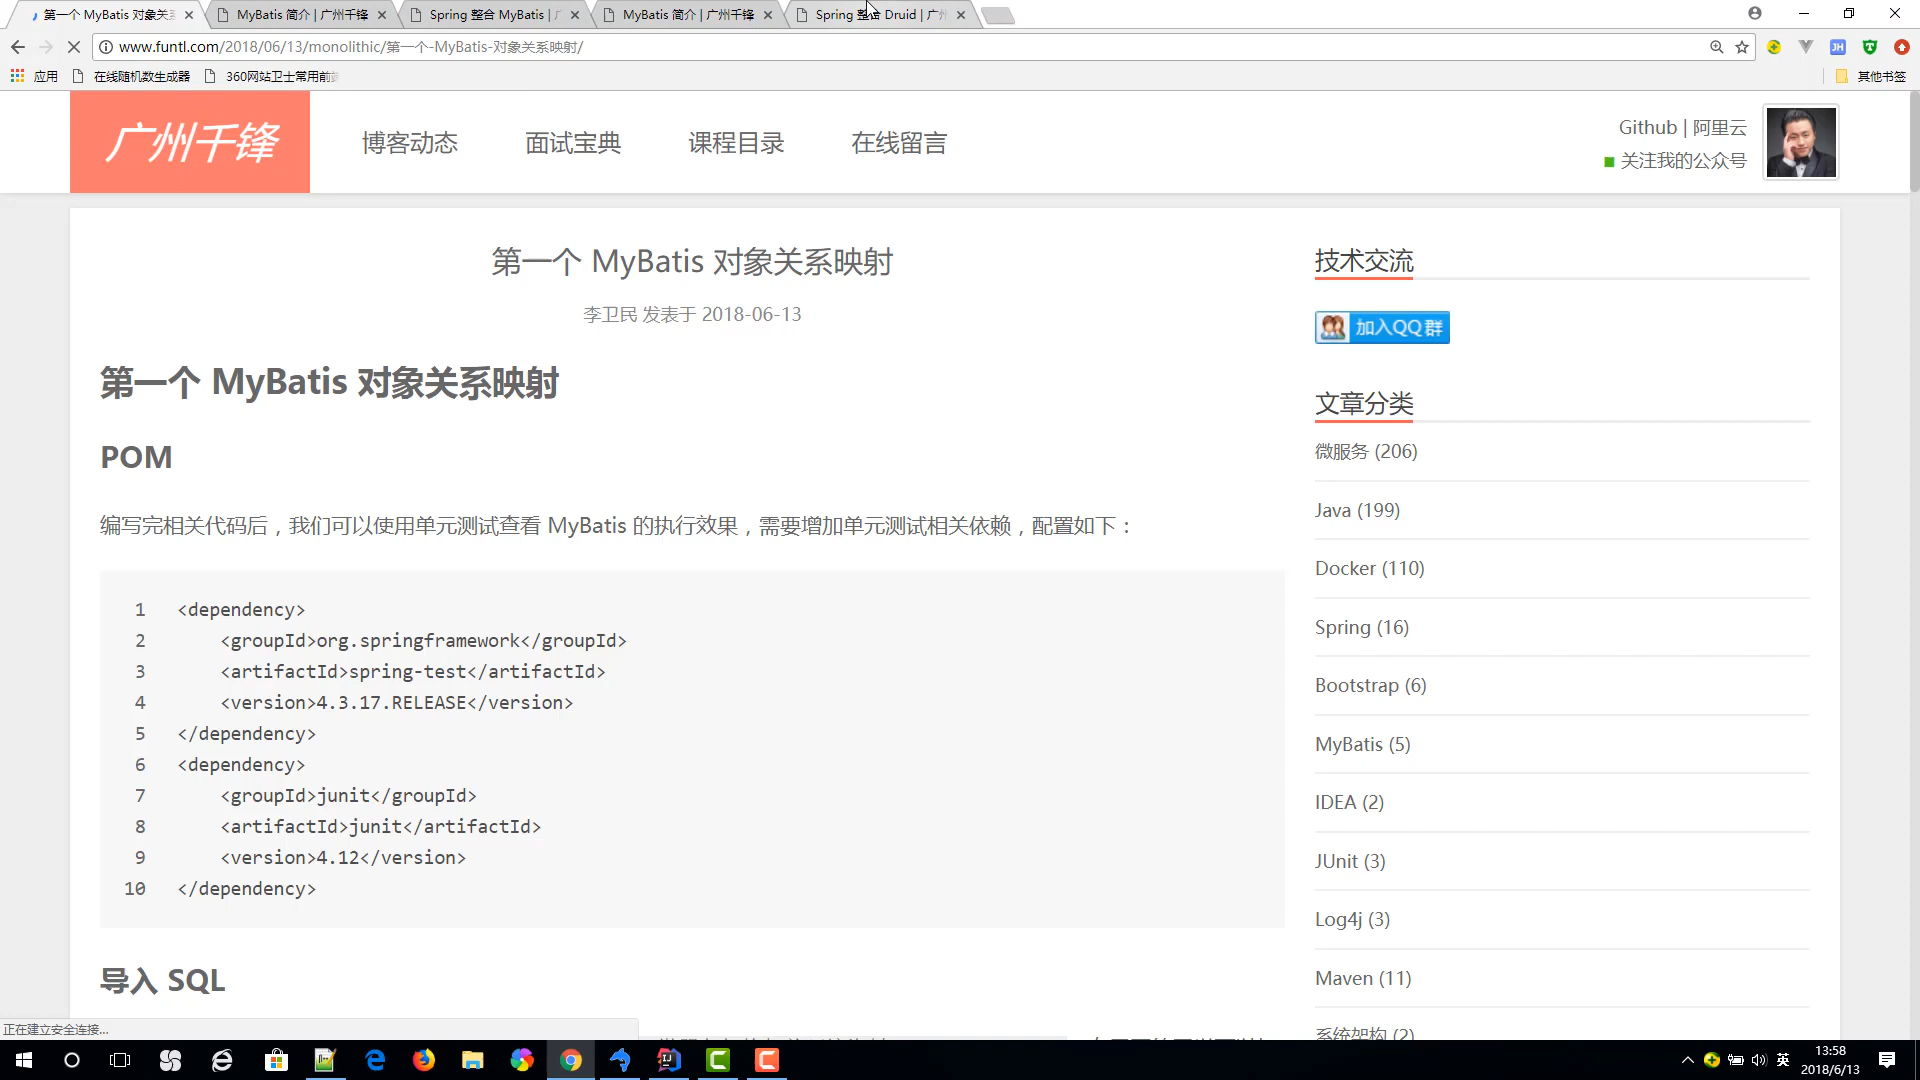 第一个 MyBatis 对象关系
MyBatis 简介 | 广州千锋
Spring 整合 MyBatis |
MyBatis 简介 | 广州千锋
Spring 整合 Druid | 广州
www.funtl.com/2018/06/13/monolithic/第一个-MyBatis-对象关系映射/
应用
在线随机数生成器
360网站卫士常用前
其他书签
广州千锋
博客动态
面试宝典
课程目录
在线留言
Github | 阿里云
关注我的公众号
第一个 MyBatis 对象关系映射
李卫民 发表于 2018-06-13
第一个 MyBatis 对象关系映射
POM
编写完相关代码后，我们可以使用单元测试查看 MyBatis 的执行效果，需要增加单元测试相关依赖，配置如下：
1 <dependency>
2 <groupId>org.springframework</groupId>
3 <artifactId>spring-test</artifactId>
4 <version>4.3.17.RELEASE</version>
5 </dependency>
6 <dependency>
7 <groupId>junit</groupId>
8 <artifactId>junit</artifactId>
9 <version>4.12</version>
10 </dependency>
导入 SQL
技术交流
加入QQ群
文章分类
微服务 (206)
Java (199)
Docker (110)
Spring (16)
Bootstrap (6)
MyBatis (5)
IDEA (2)
JUnit (3)
Log4j (3)
Maven (11)
系统架构 (2)
正在建立安全连接...
英
13:58
2018/6/13